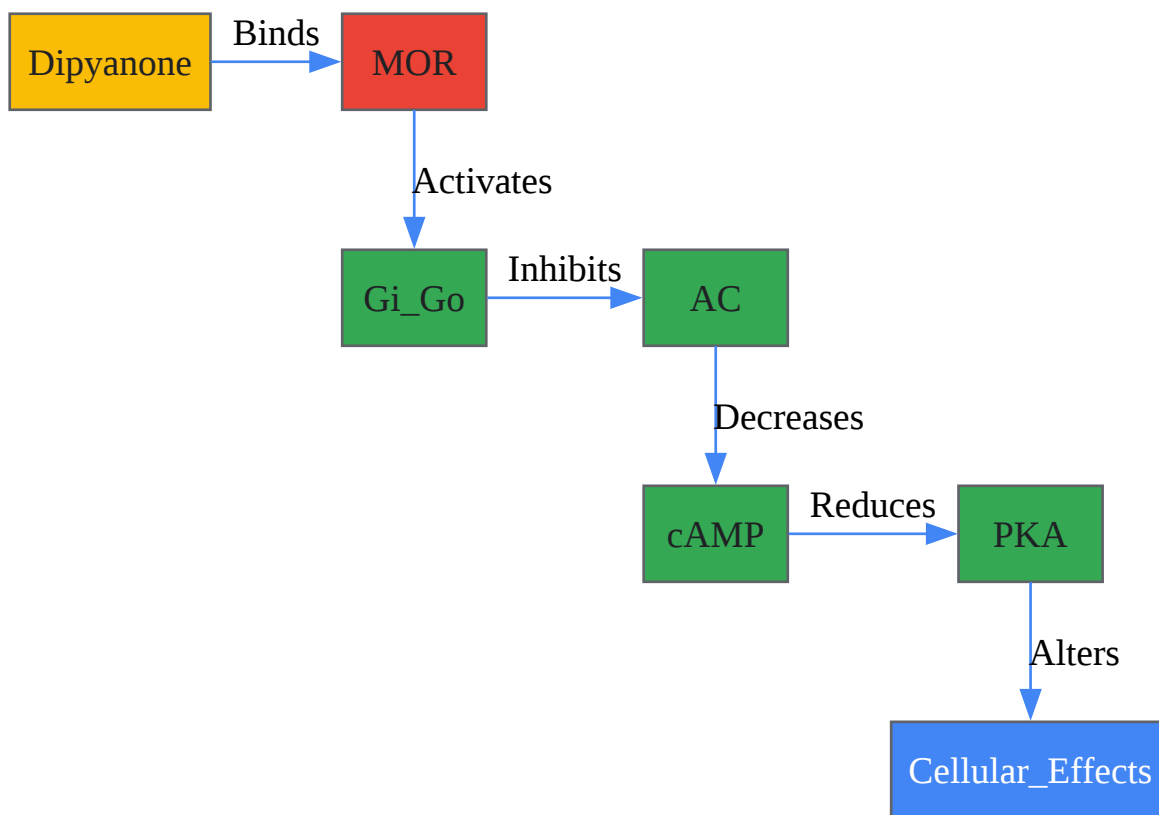 Binds
Dipyanone
MOR
Activates
Inhibits
Gi_Go
AC
Decreases
Reduces
cAMP
PKA
Alters
Cellular_Effects